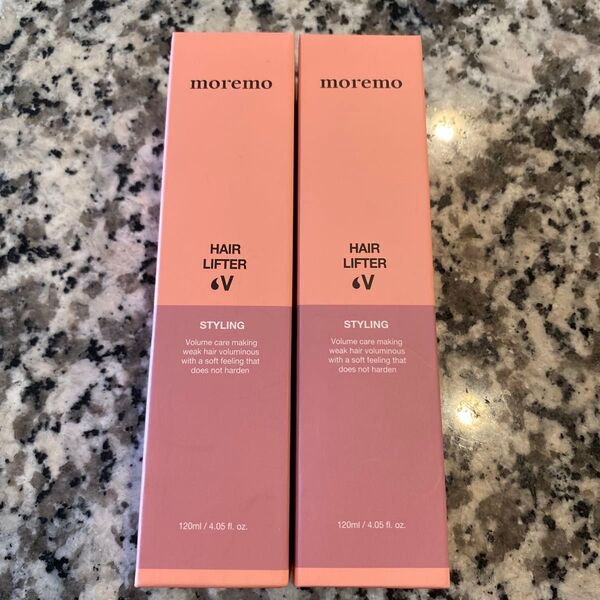 moremo
HAIR
LIFTER
‘V
STYLING
Volume care making
weak hair voluminous
with a soft feeling that
does not harden
120ml / 4.05 fl. oz.
moremo
HAIR
LIFTER
‘V
STYLING
Volume care making
weak hair voluminous
with a soft feeling that
does not harden
120ml / 4.05 fl. oz.